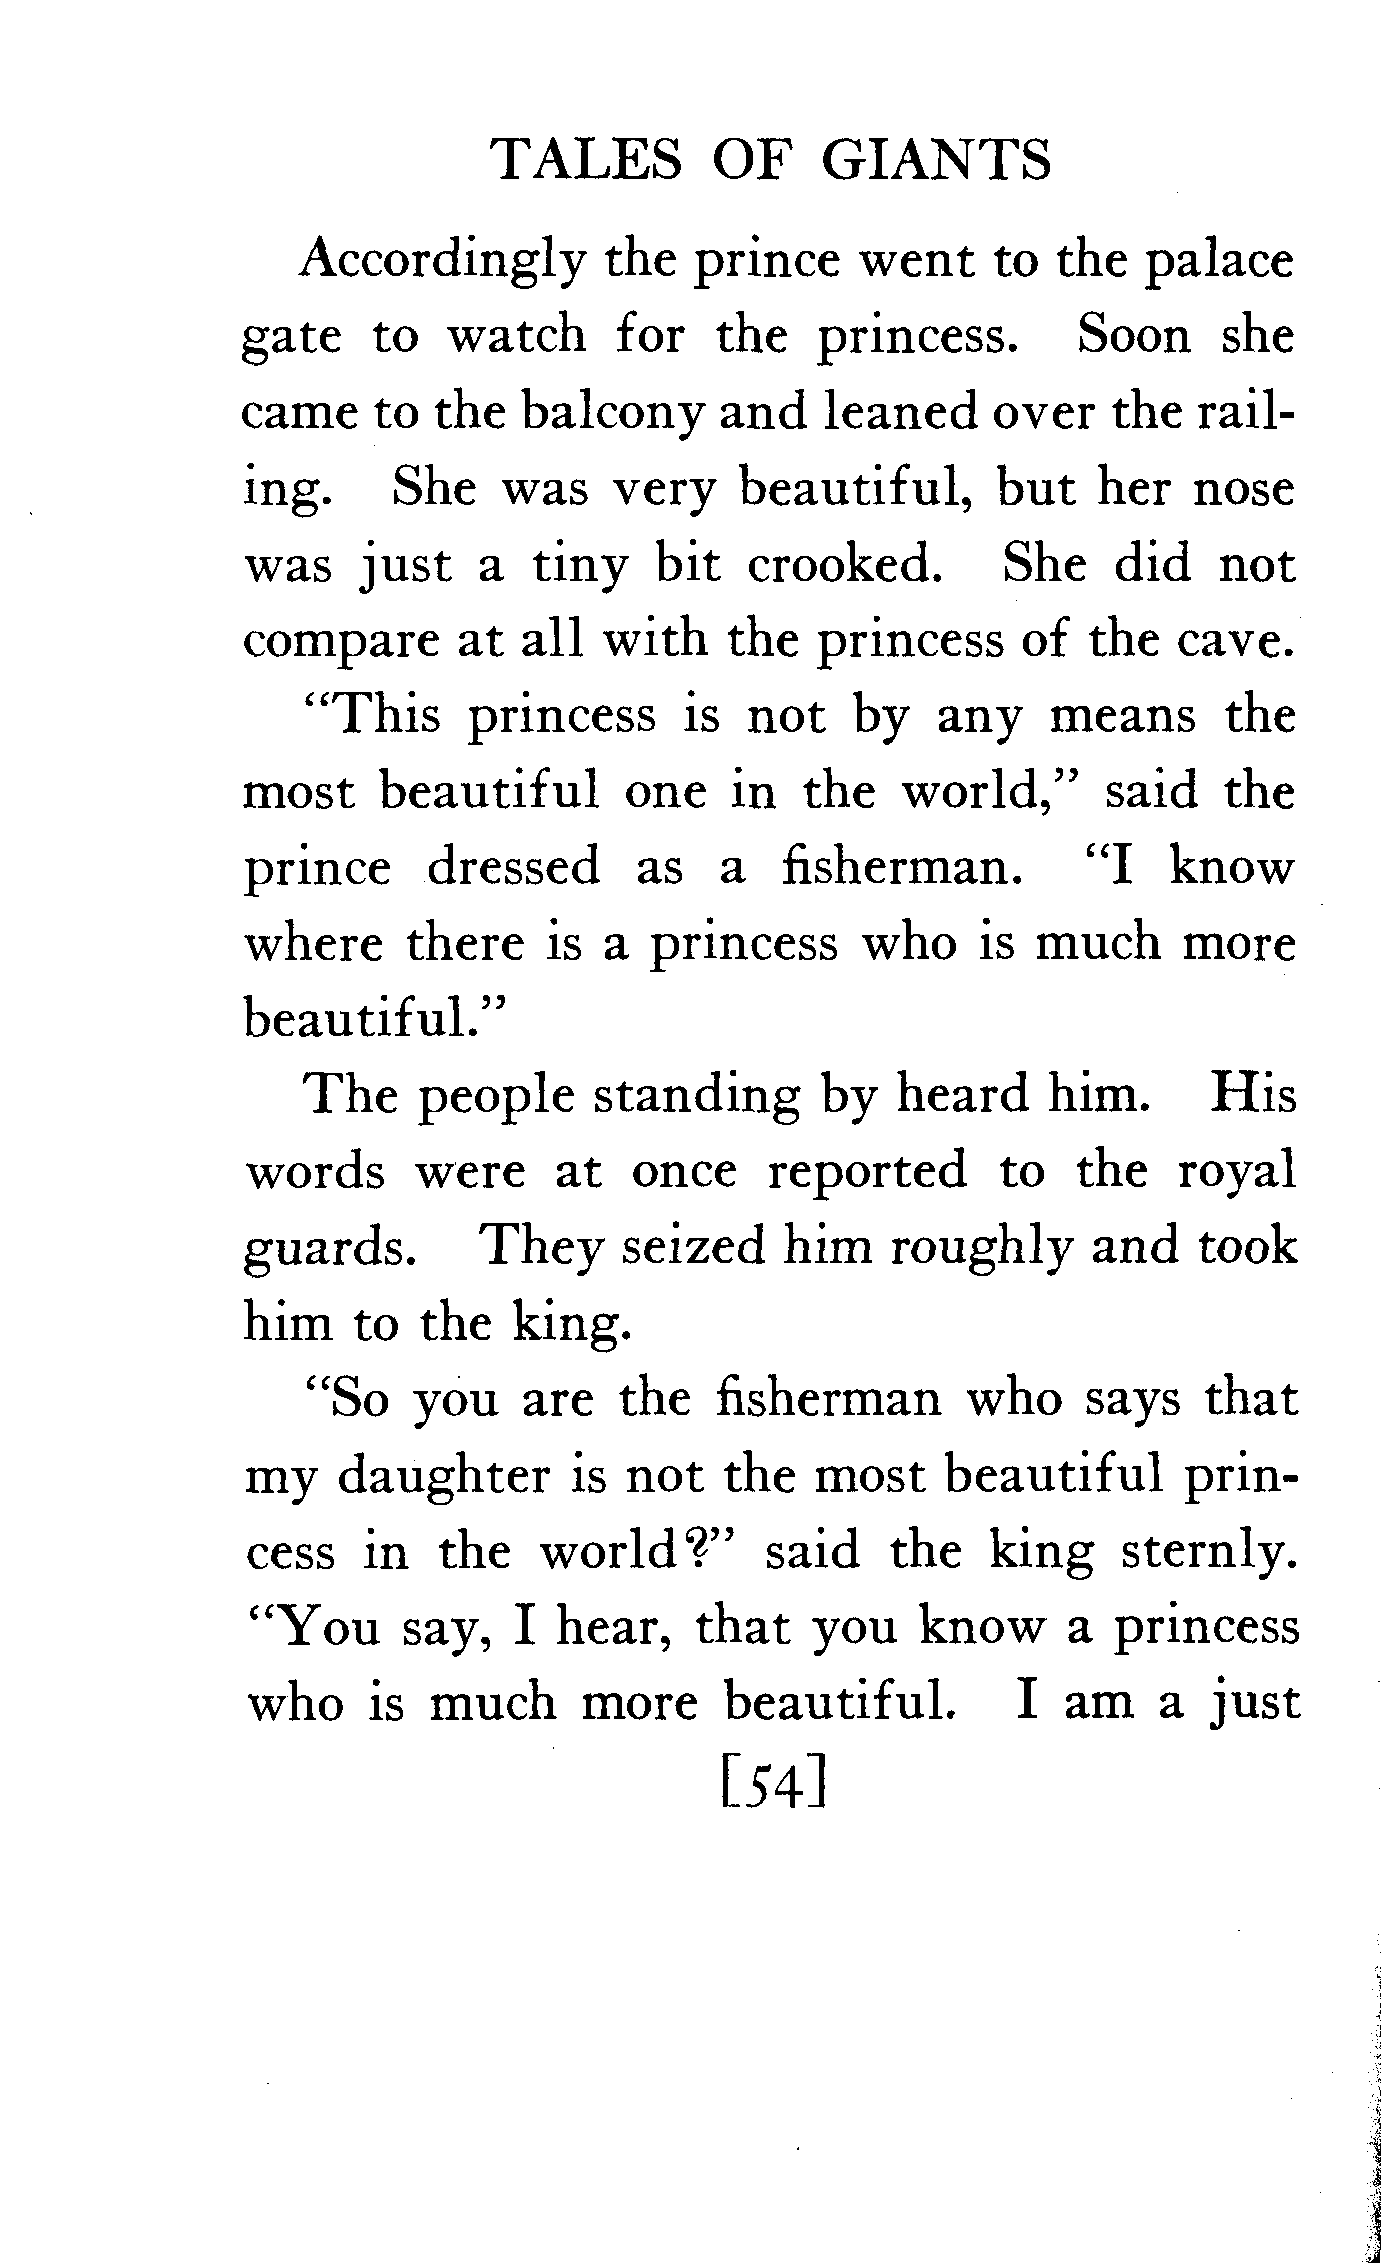 TALES OF GIANTS
Accordingly the prince went to the palace
gate to watch for the princess. Soon she
came to the balcony and leaned over the rail-
ing. She was very beautiful, but her nose
was just a tiny bit crooked. She did not
compare at all with the princess of the cave.
"This princess is not by any means the
most beautiful one in the world," said the
prince dressed as a fisherman. "I know
where there is a princess who is much more
beautiful."
The people standing by heard him. His
words were at once reported to the royal
guards. They seized him roughly and took
him to the king.
"So you are the fisherman who says that
my daughter is not the most beautiful prin-
cess in the world?" said the king sternly.
"You say, I hear, that you know a princess
who is much more beautiful. I am a just
[54]